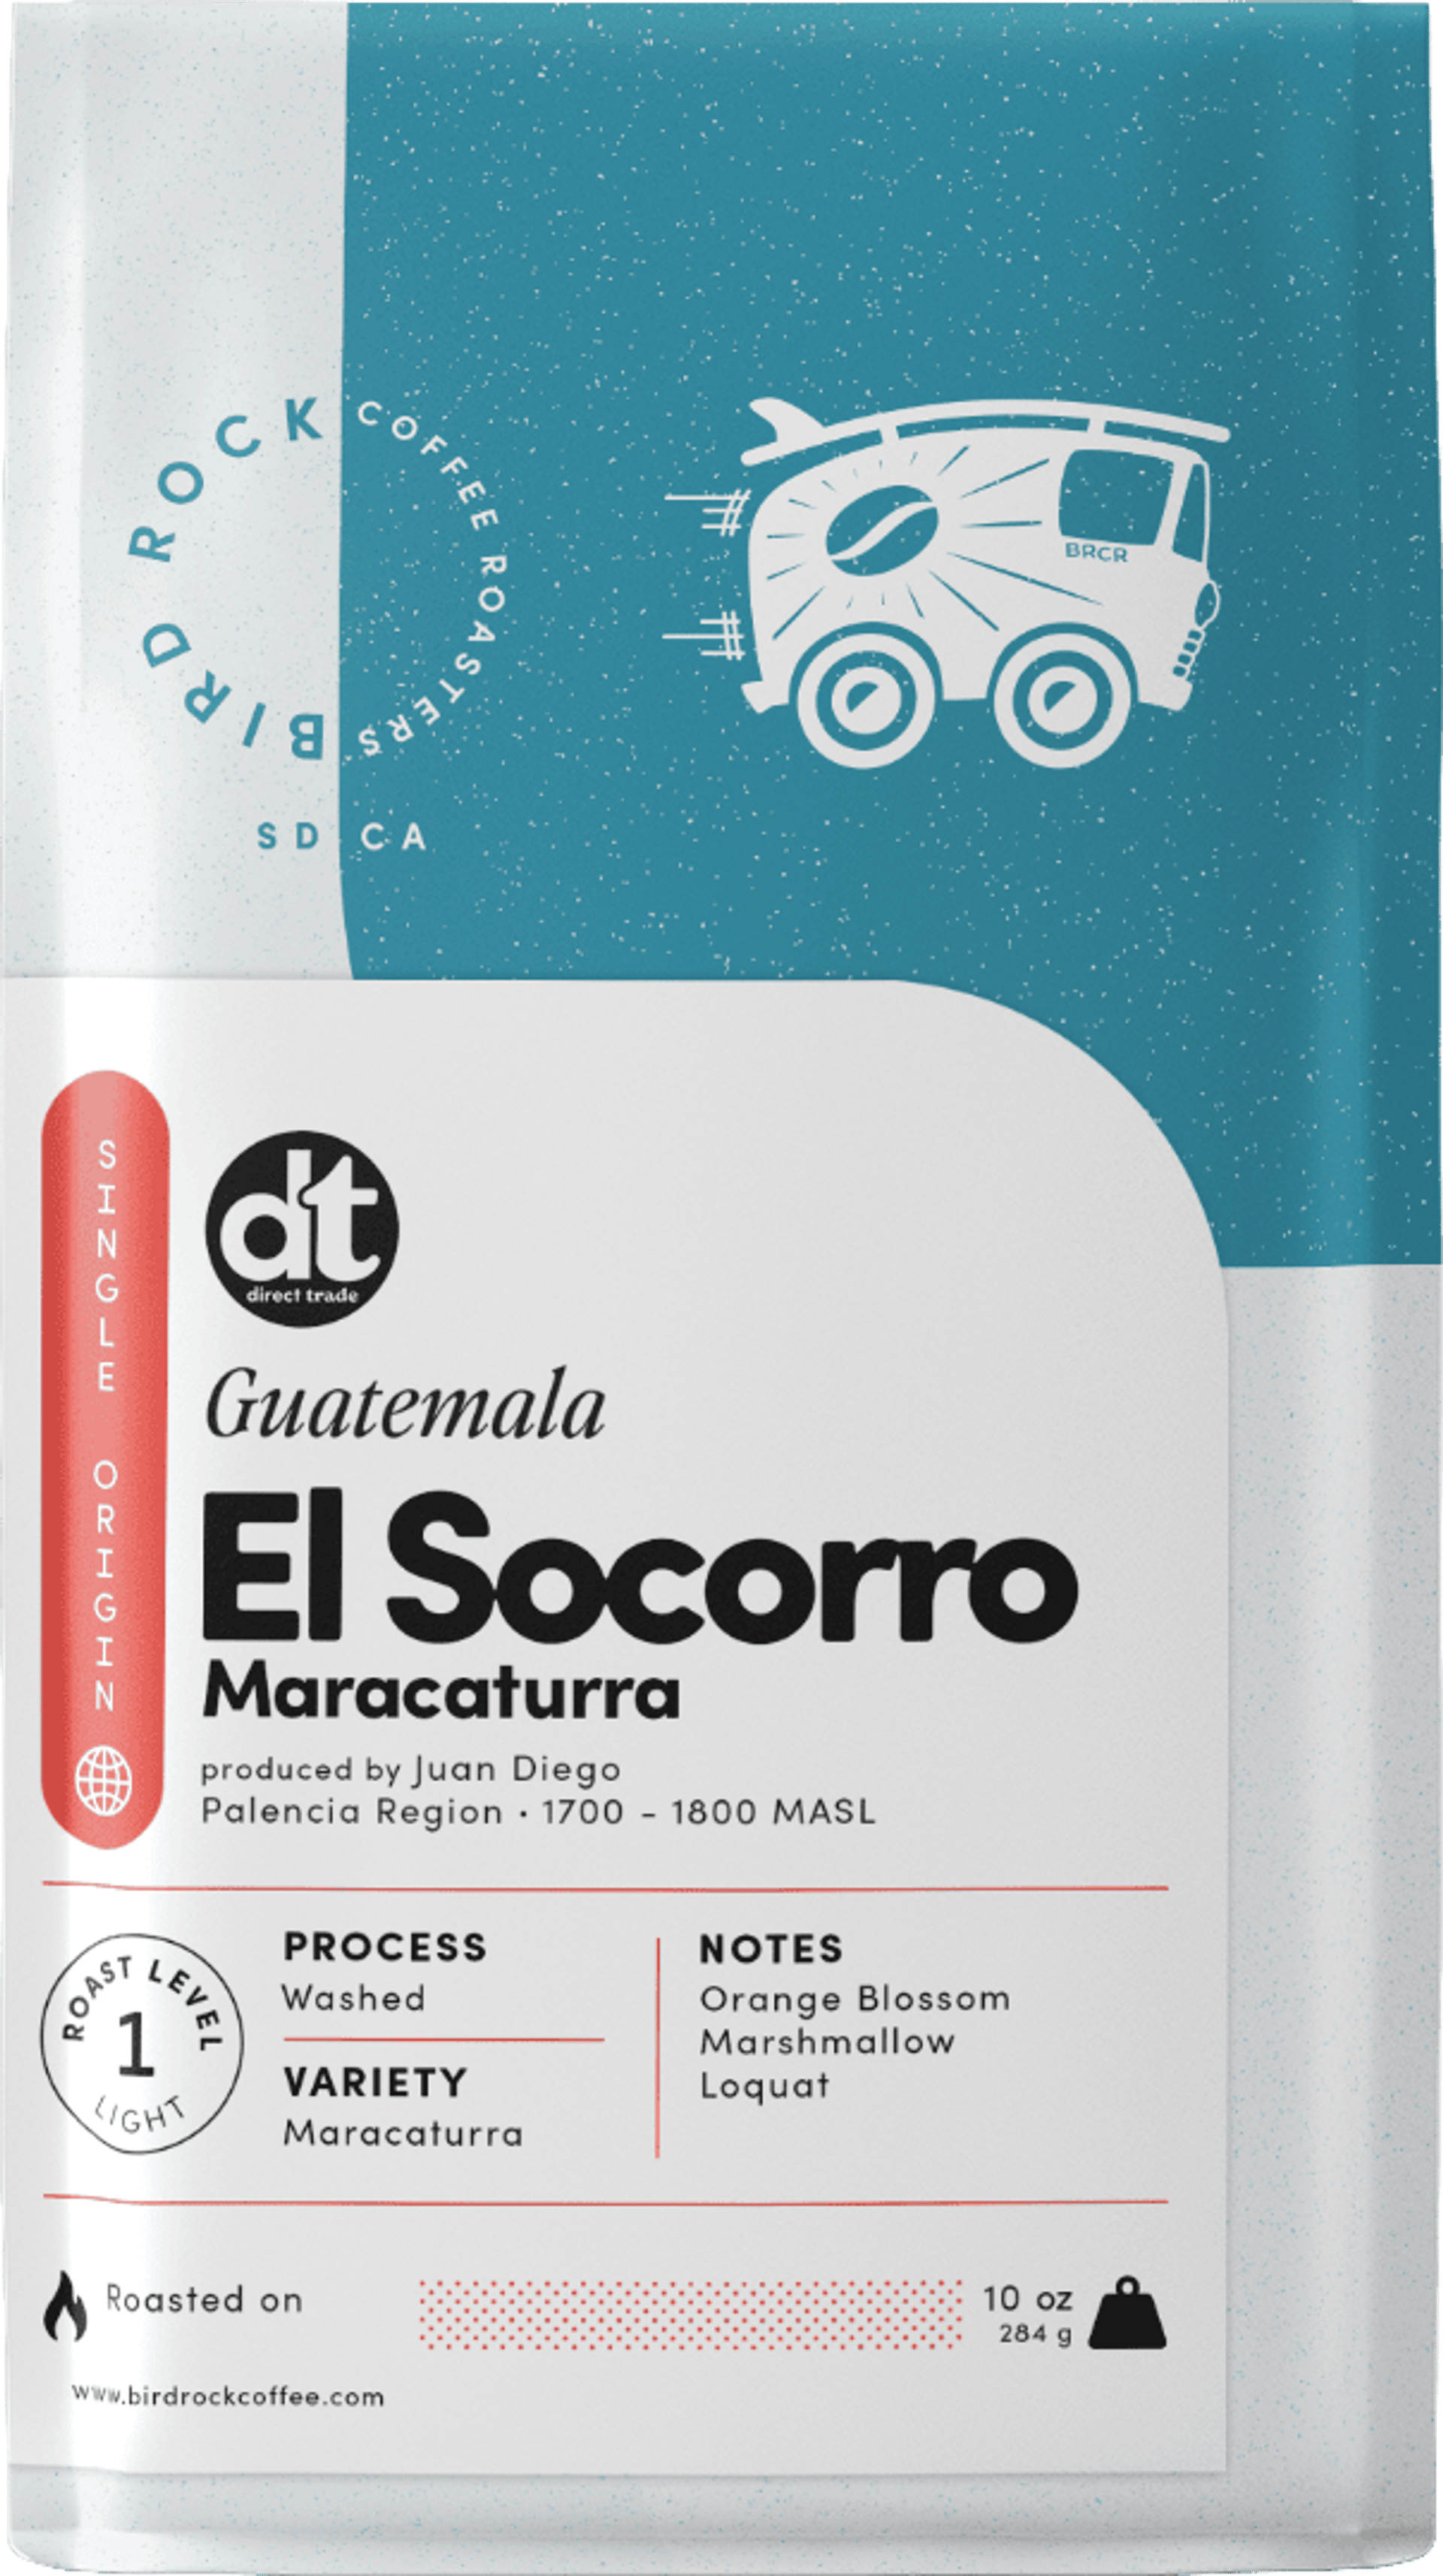 BIRD ROCK COFFEE ROASTERS
SD CA
BRCR
SINGLE ORIGIN
dt
direct trade
Guatemala
El Socorro
Maracaturra
produced by Juan Diego
Palencia Region • 1700 - 1800 MASL
ROAST LEVEL
1
LIGHT
PROCESS
Washed
VARIETY
Maracaturra
NOTES
Orange Blossom
Marshmallow
Loquat
Roasted on
10 oz
284 g
www.birdrockcoffee.com